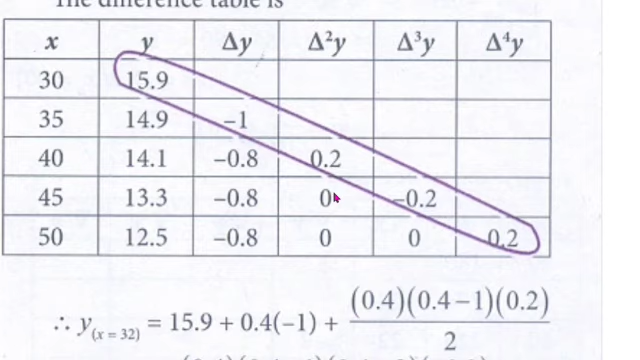 The difference table is
x y Δy Δ²y Δ³y Δ⁴y
30 15.9
35 14.9 −1
40 14.1 −0.8 0.2
45 13.3 −0.8 0 −0.2
50 12.5 −0.8 0 0 0.2
∴ y(x = 32) = 15.9 + 0.4(−1) + (0.4)(0.4−1)(0.2) / 2